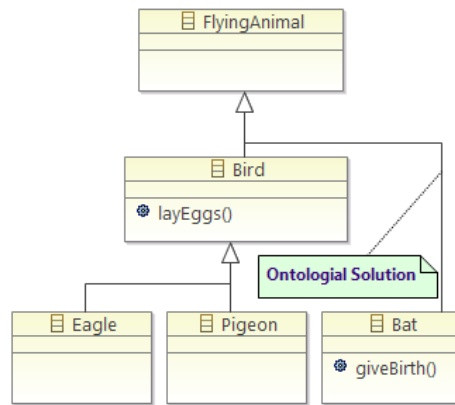 FlyingAnimal
Bird
layEggs()
Ontologial Solution
Eagle
Pigeon
Bat
giveBirth()